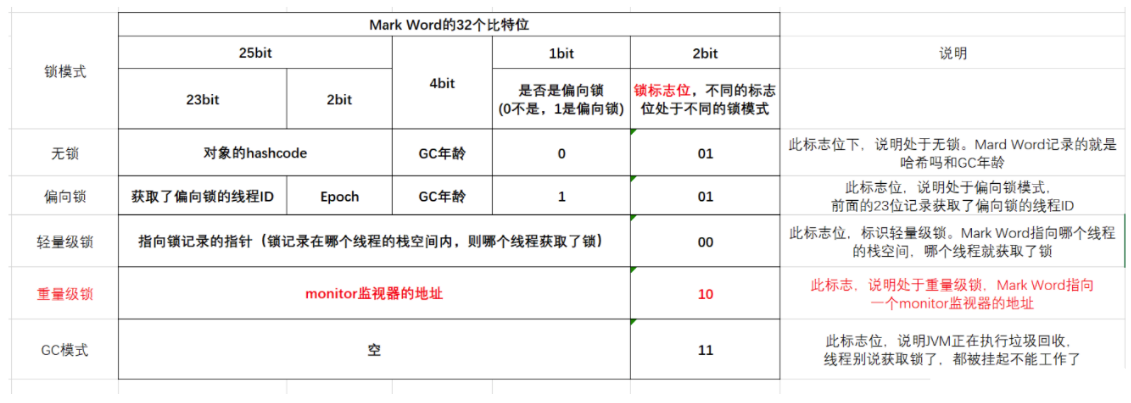 Mark Word的32个比特位
锁模式
25bit
4bit
1bit
2bit
说明
23bit
2bit
是否是偏向锁
(0不是，1是偏向锁)
锁标志位，不同的标志
位处于不同的锁模式
无锁
对象的hashcode
GC年龄
0
01
此标志位下，说明处于无锁。Mard Word记录的就是
哈希吗和GC年龄
偏向锁
获取了偏向锁的线程ID
Epoch
GC年龄
1
01
此标志位，说明处于偏向锁模式，
前面的23位记录获取了偏向锁的线程ID
轻量级锁
指向锁记录的指针（锁记录在哪个线程的栈空间内，则哪个线程获取了锁）
00
此标志位，标识轻量级锁。Mark Word指向哪个线程
的栈空间，哪个线程就获取了锁
重量级锁
monitor监视器的地址
10
此标志，说明处于重量级锁，Mark Word指向
一个monitor监视器的地址
GC模式
空
11
此标志位，说明JVM正在执行垃圾回收，
线程别说获取锁了，都被挂起不能工作了